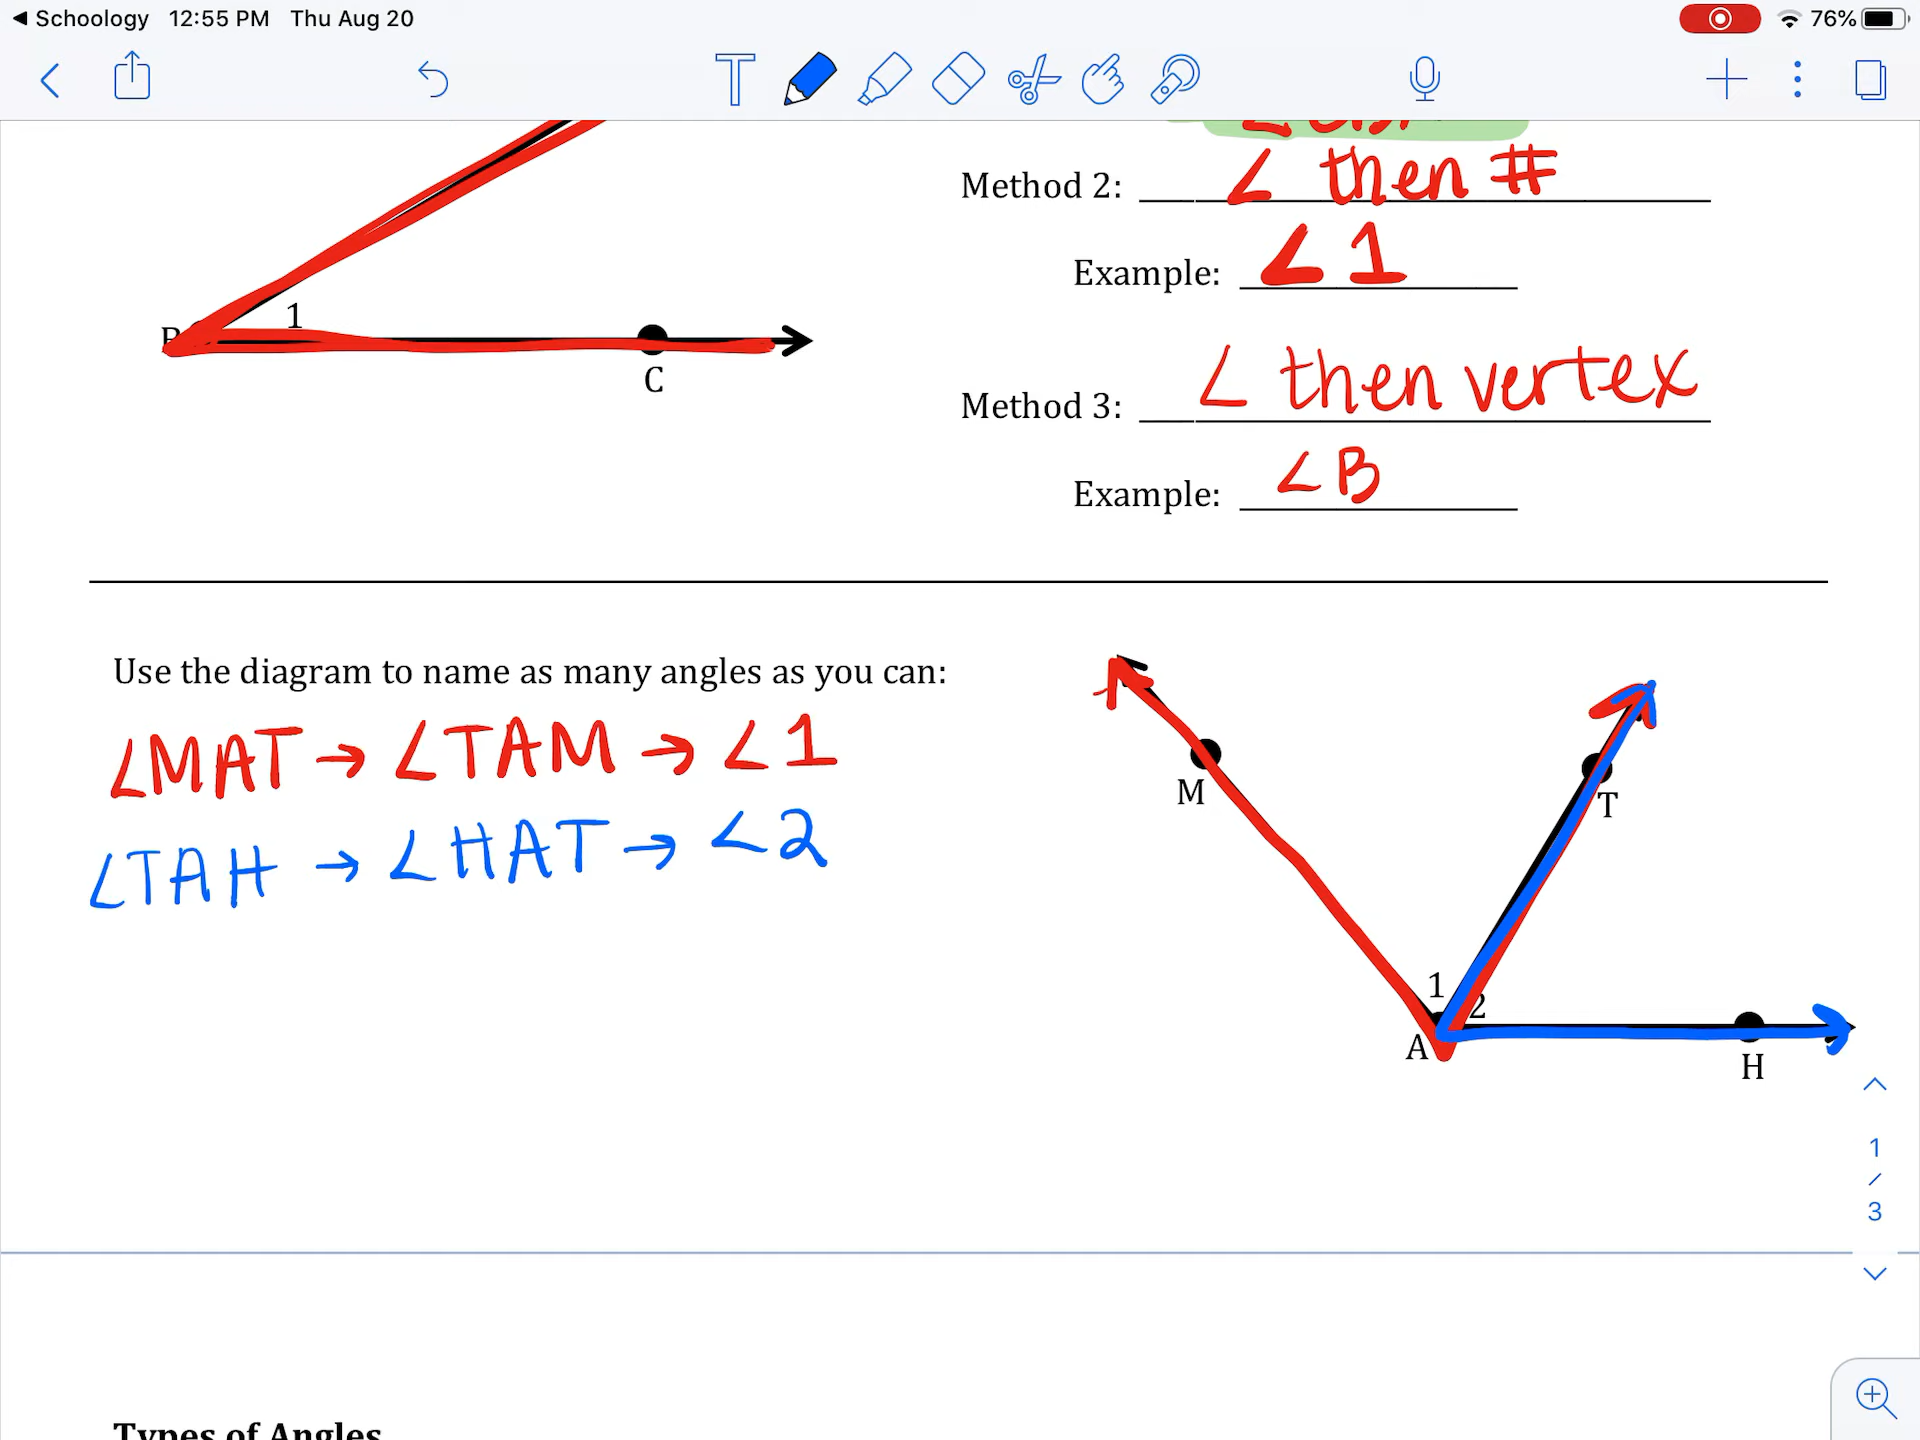 Schoology 12:55 PM Thu Aug 20 76%
T
Method 2: ∠ then #
Example: ∠1
1
C
Method 3: ∠ then vertex
Example: ∠B
Use the diagram to name as many angles as you can:
∠MAT → ∠TAM → ∠1
∠TAH → ∠HAT → ∠2
M
T
1
2
A
H
1
/
3
Types of Angles